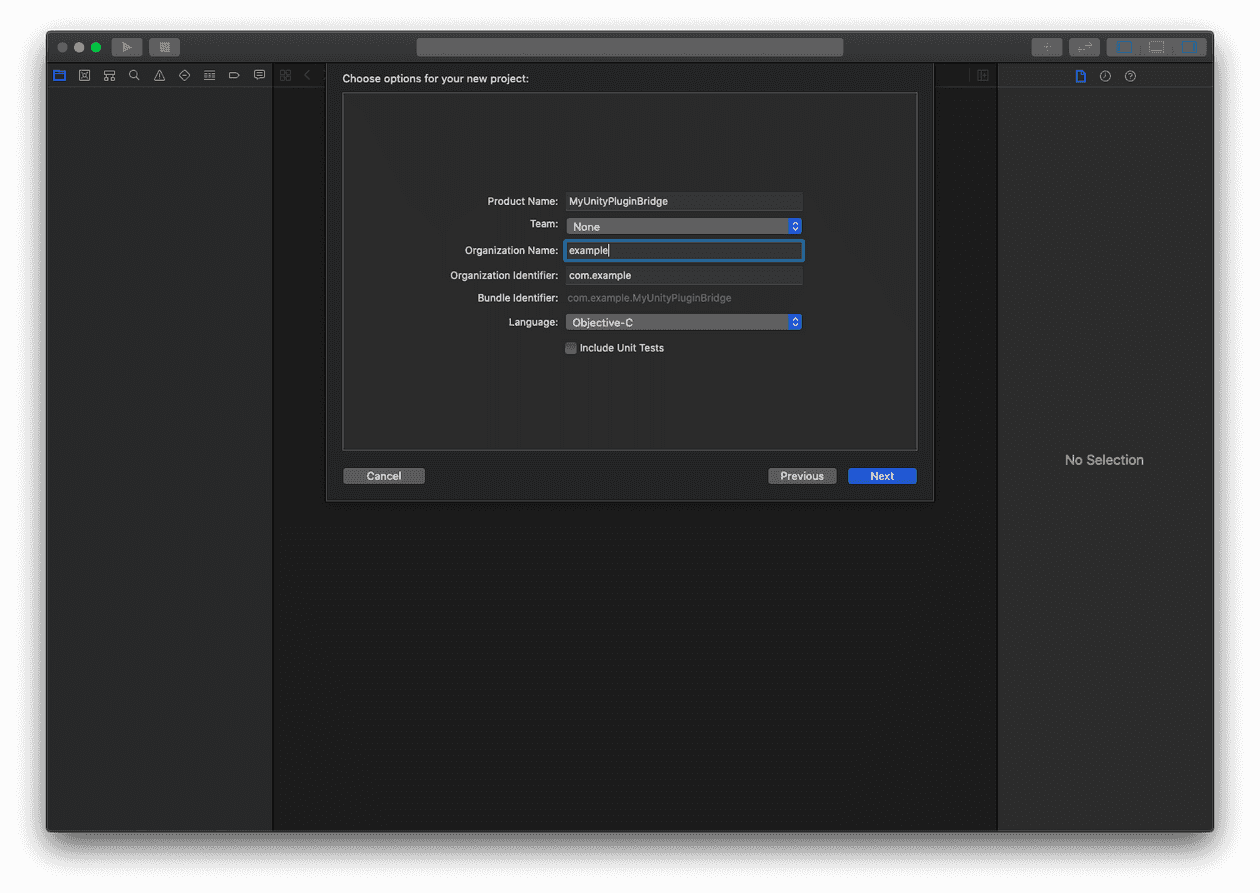 Choose options for your new project:
Product Name: MyUnityPluginBridge
Team: None
Organization Name: example
Organization Identifier: com.example
Bundle Identifier: com.example.MyUnityPluginBridge
Language: Objective-C
Include Unit Tests
Cancel Previous Next
No Selection